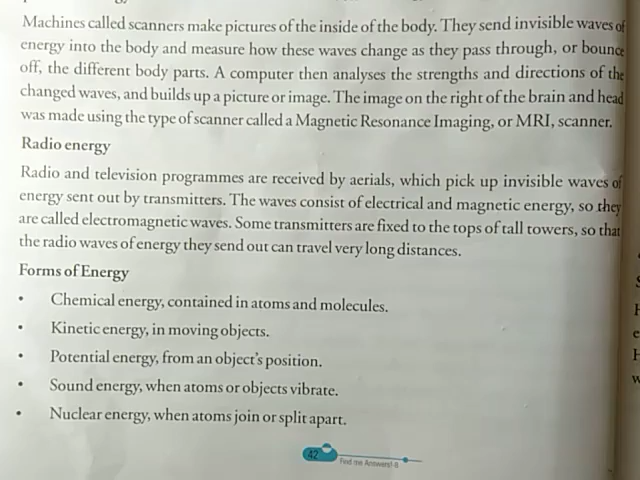 Machines called scanners make pictures of the inside of the body. They send invisible waves of
energy into the body and measure how these waves change as they pass through, or bounce
off, the different body parts. A computer then analyses the strengths and directions of the
changed waves, and builds up a picture or image. The image on the right of the brain and head
was made using the type of scanner called a Magnetic Resonance Imaging, or MRI, scanner.
Radio energy
Radio and television programmes are received by aerials, which pick up invisible waves of
energy sent out by transmitters. The waves consist of electrical and magnetic energy, so they
are called electromagnetic waves. Some transmitters are fixed to the tops of tall towers, so that
the radio waves of energy they send out can travel very long distances.
Forms of Energy
• Chemical energy, contained in atoms and molecules.
• Kinetic energy, in moving objects.
• Potential energy, from an object's position.
• Sound energy, when atoms or objects vibrate.
• Nuclear energy, when atoms join or split apart.
42
Find the Answers!-8